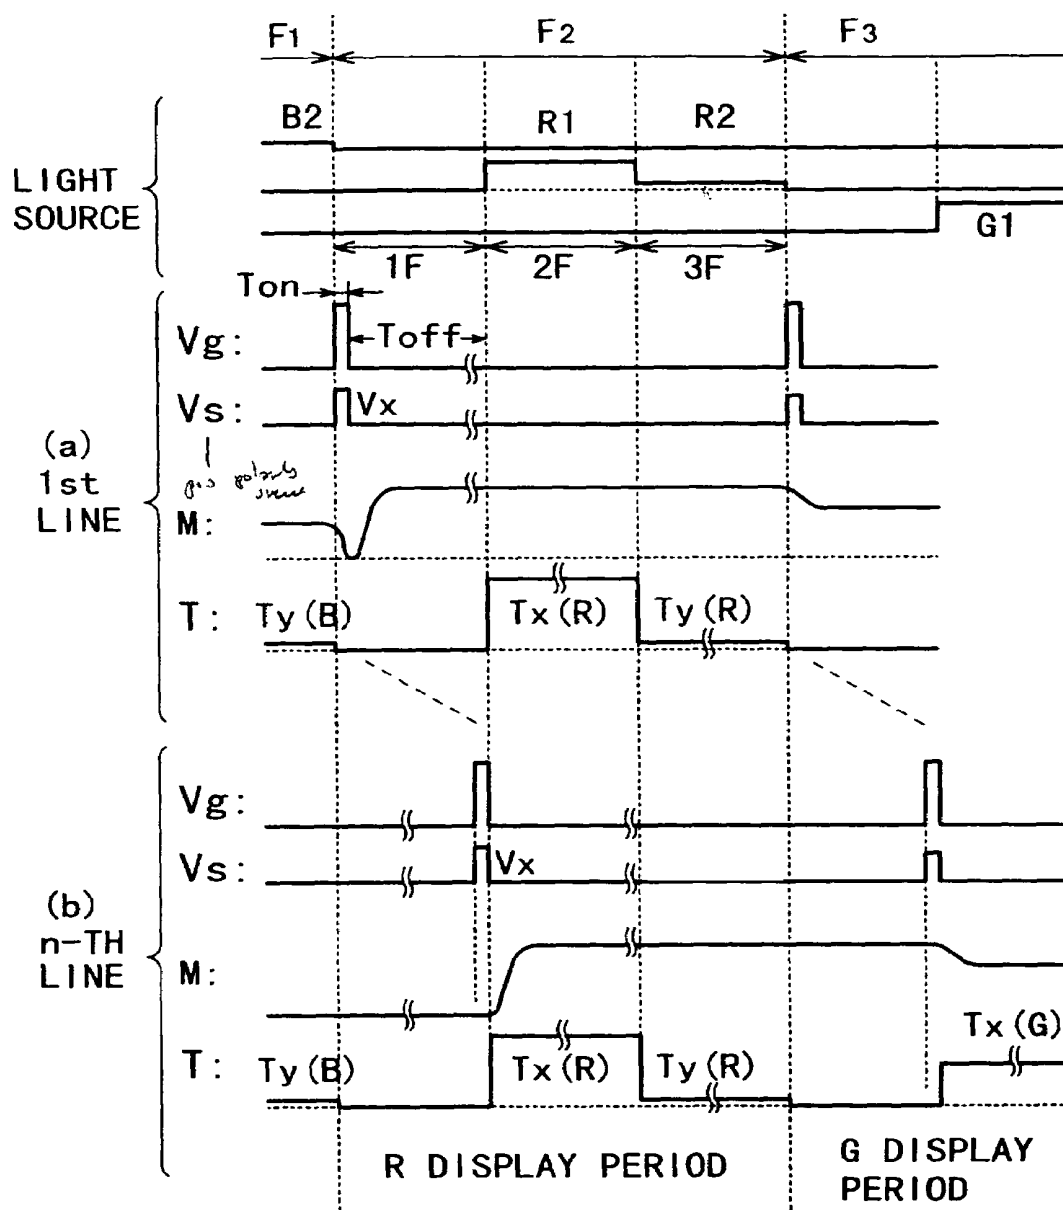 F1 F2 F3
B2 R1 R2
LIGHT
SOURCE
G1
1F 2F 3F
Ton
Vg: Toff
Vs: Vx
(a)
1st
LINE
M:
T: Ty(B) Tx(R) Ty(R)
Vg:
Vs: Vx
(b)
n-TH
LINE
M:
T: Ty(B) Tx(R) Ty(R) Tx(G)
R DISPLAY PERIOD
G DISPLAY
PERIOD